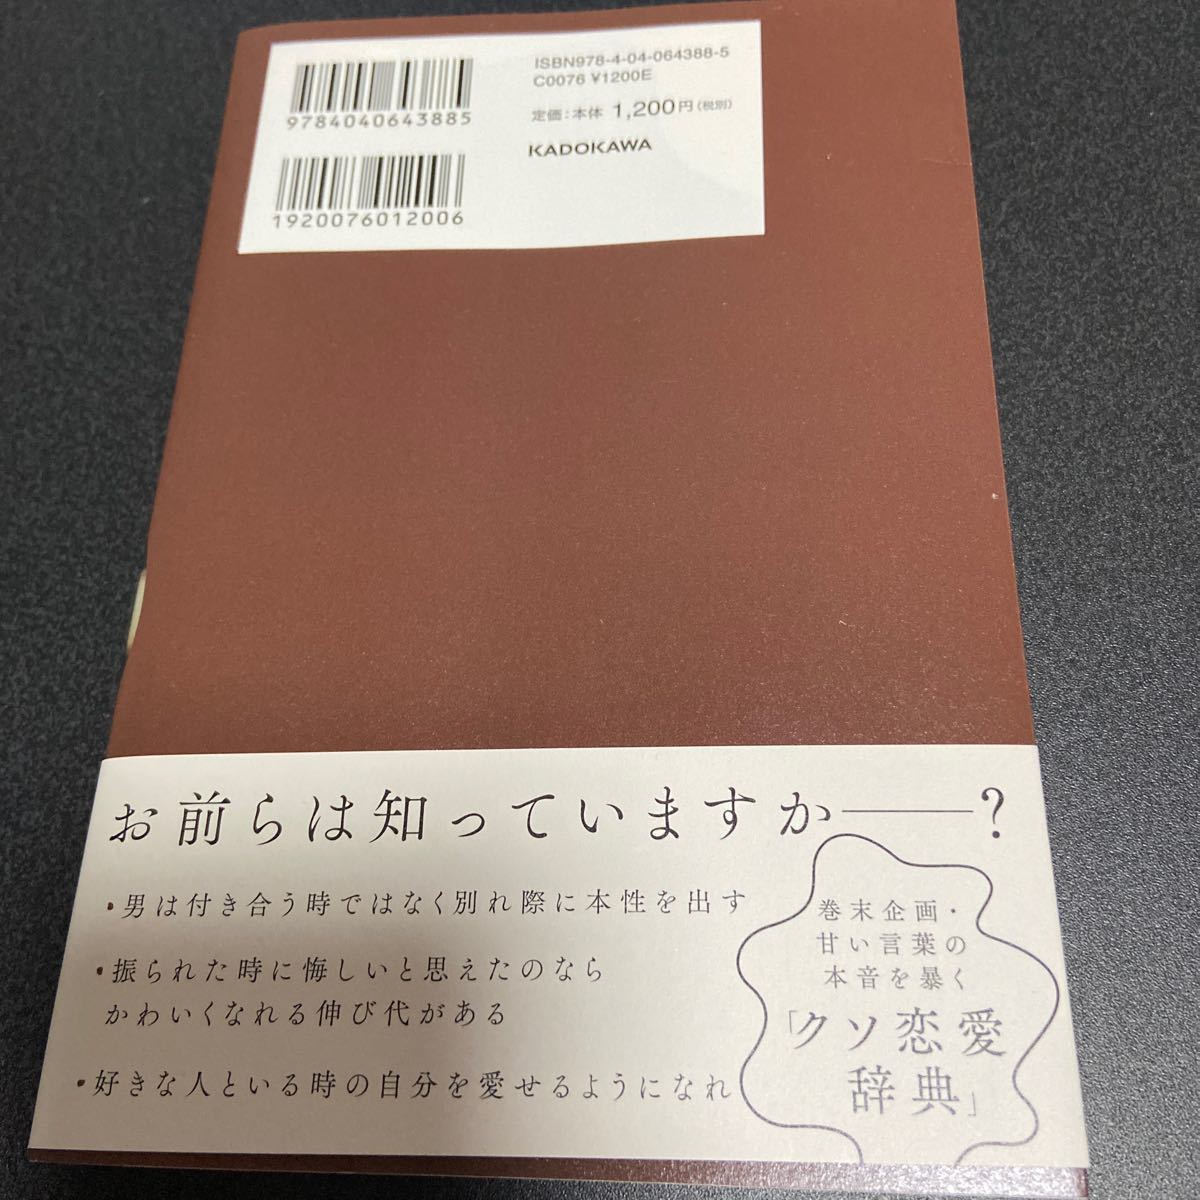 ISBN978-4-04-064388-5
C0076 ¥1200E
定価:本体 1,200円(税別)
KADOKAWA
9784040643885
1920076012006
お前らは知っていますか――?
・男は付き合う時ではなく別れ際に本性を出す
・振られた時に悔しいと思えたのなら
かわいくなれる伸び代がある
・好きな人といる時の自分を愛せるようになれ
巻末企画・
甘い言葉の
本音を暴く
「クソ恋愛
辞典」